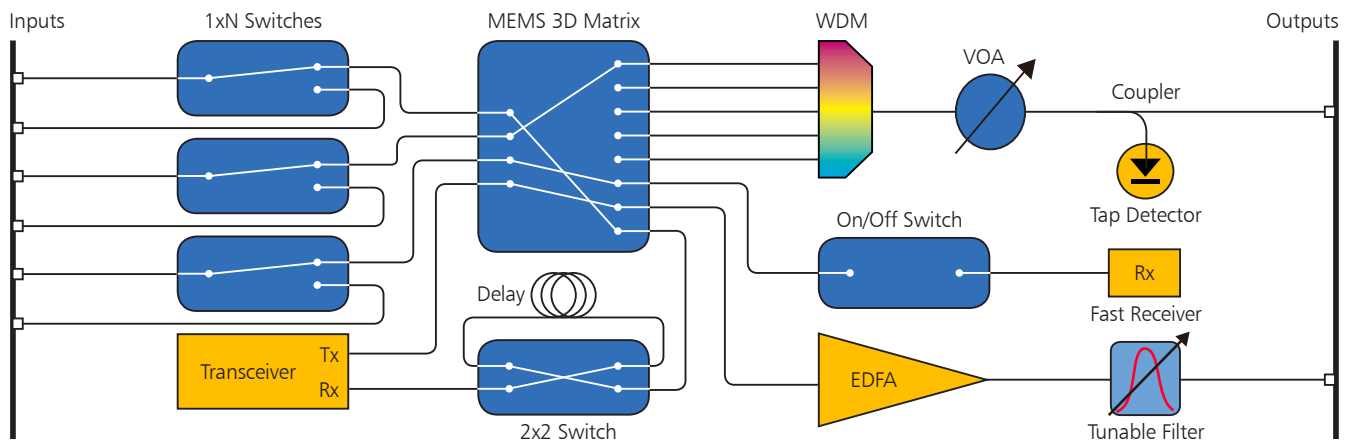 Inputs
1xN Switches
MEMS 3D Matrix
WDM
Outputs
VOA
Coupler
Tap Detector
On/Off Switch
Delay
Rx
Fast Receiver
Transceiver
Tx
Rx
EDFA
2x2 Switch
Tunable Filter